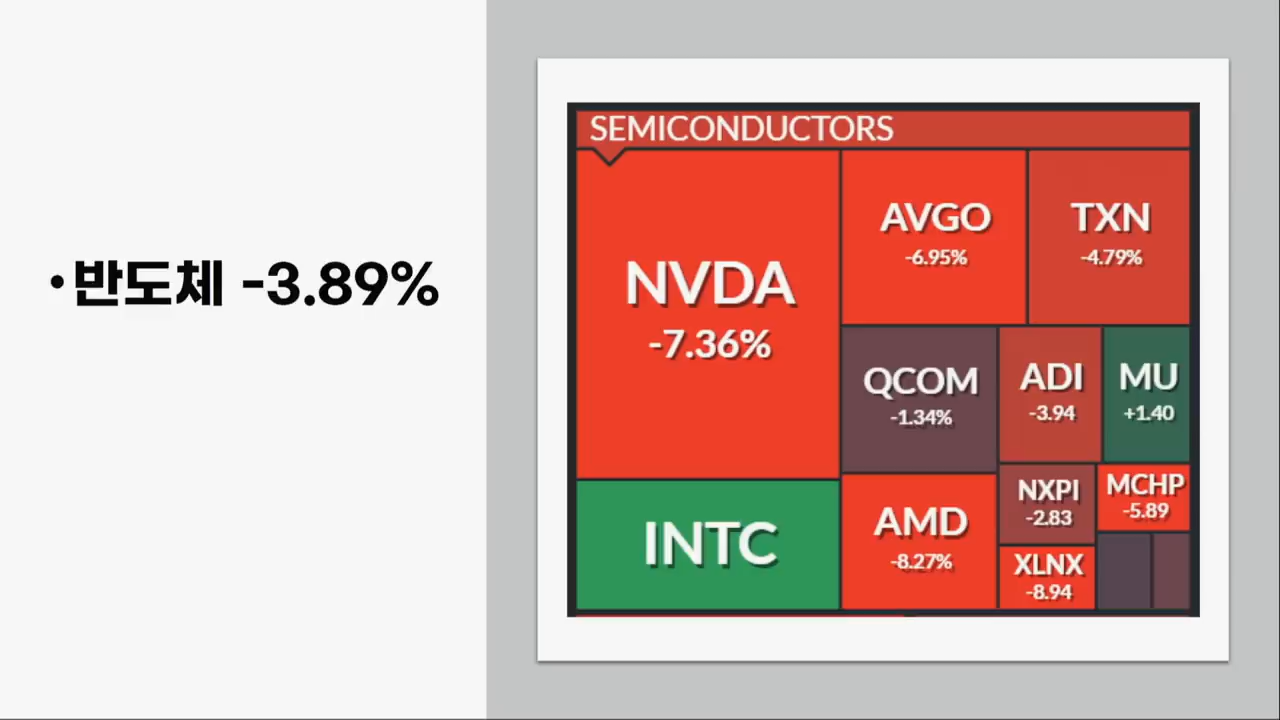 • 반도체 -3.89%
SEMICONDUCTORS
NVDA
-7.36%
AVGO
-6.95%
TXN
-4.79%
QCOM
-1.34%
ADI
-3.94
MU
+1.40
INTC
AMD
-8.27%
NXPI
-2.83
MCHP
-5.89
XLNX
-8.94